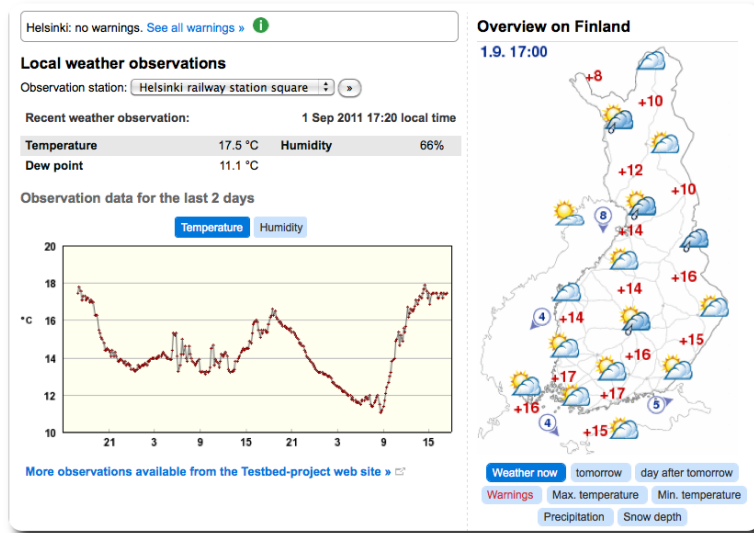 Helsinki: no warnings. See all warnings »
Local weather observations
Observation station: Helsinki railway station square »
Recent weather observation: 1 Sep 2011 17:20 local time
Temperature 17.5 °C Humidity 66%
Dew point 11.1 °C
Observation data for the last 2 days
Temperature Humidity
20
18
16
14
12
10
°C
21 3 9 15 21 3 9 15
More observations available from the Testbed-project web site »
Overview on Finland
1.9. 17:00
+8
+10
+12
+10
8
+14
+16
+14
4
+14
+15
+16
+17
+17
+16
5
4
+15
Weather now tomorrow day after tomorrow
Warnings Max. temperature Min. temperature
Precipitation Snow depth